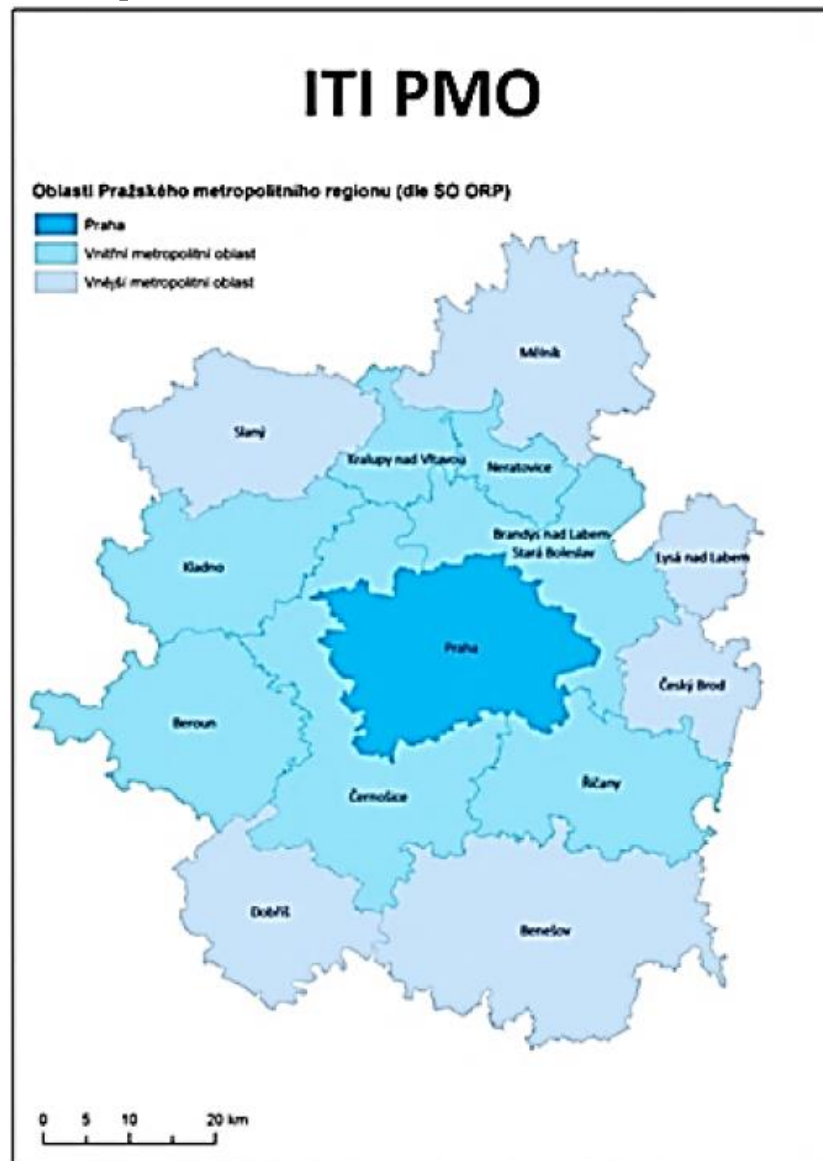 ITI PMO
Oblasti Pražského metropolitního regionu (dle SO ORP)
Praha
Vnitřní metropolitní oblast
Vnější metropolitní oblast
Mělník
Slaný
Kralupy nad Vltavou
Neratovice
Brandýs nad Labem-
Stará Boleslav
Lysá nad Labem
Kladno
Praha
Český Brod
Beroun
Černošice
Říčany
Dobříš
Benešov
0 5 10 20 km